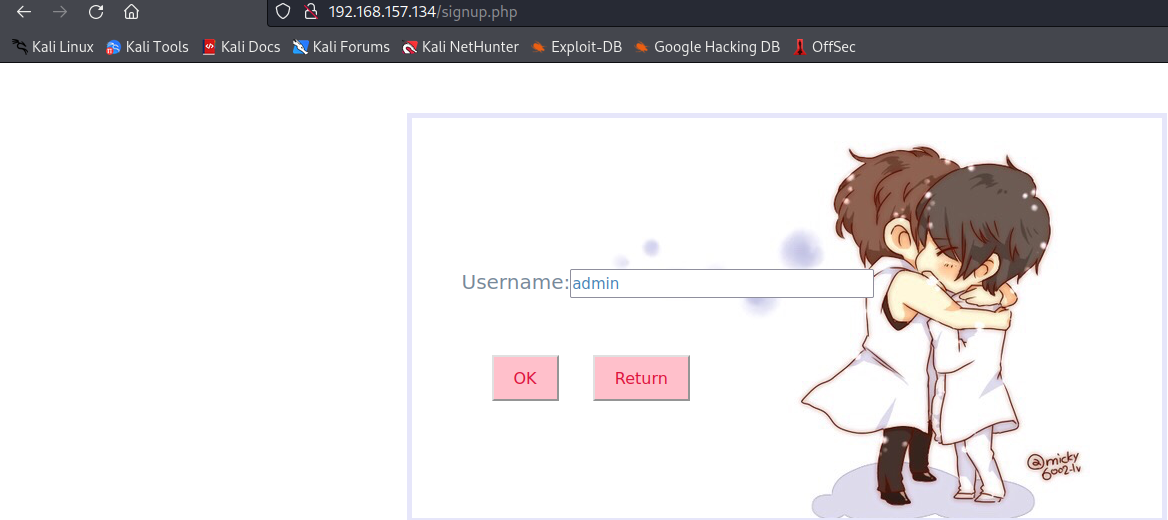 192.168.157.134/signup.php
Kali Linux Kali Tools Kali Docs Kali Forums Kali NetHunter Exploit-DB Google Hacking DB OffSec
Username:admin
OK Return
@micky
6002-lv